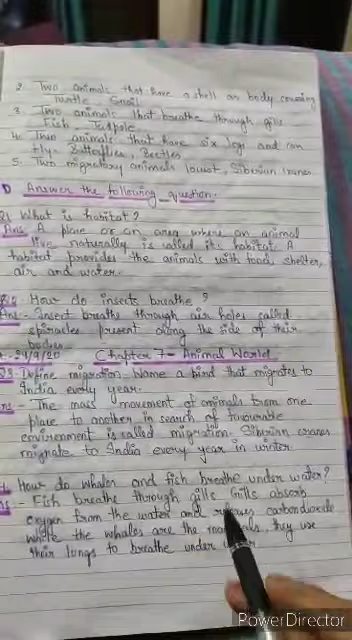 2. Two animals that have a shell on body covering
Turtle, Snail
3. Two animals that breathe through gills
Fish, Tadpole
4. Two animals that have six legs and can
fly. Butterflies, Beetles
5. Two migratory animals locust, Siberian cranes
D Answer the following question.
Q1 What is habitat?
Ans A place or an area where an animal
live naturally is called its habitat. A
habitat provides the animals with food, shelter,
air and water.
Q2 How do insects breathe?
Ans- Insect breathe through air holes called
spiracles present along the side of their
bodies.
29/9/20 Chapter 7- Animal World
Q3 Define migration. Name a bird that migrates to
India every year.
Ans - The mass movement of animals from one
place to another in search of favourable
environment is called migration. Siberian cranes
migrate to India every year in winter.
How do whales and fish breathe under water?
Ans - Fish breathe through gills Gills absorb
oxygen from the water and carbondioxide
while the whales are the they use
their lungs to breathe under
PowerDirector